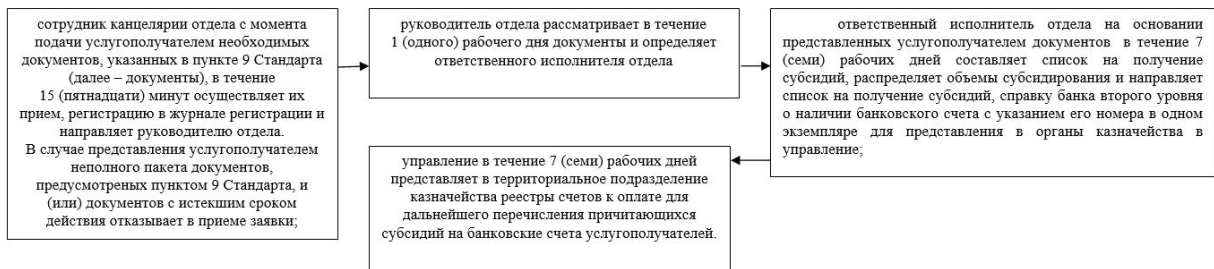 сотрудник канцелярии отдела с момента
подачи услугополучателем необходимых
документов, указанных в пункте 9 Стандарта
(далее – документы), в течение
15 (пятнадцати) минут осуществляет их
прием, регистрацию в журнале регистрации и
направляет руководителю отдела.
В случае представления услугополучателем
неполного пакета документов,
предусмотреных пунктом 9 Стандарта, и
(или) документов с истекшим сроком
действия отказывает в приеме заявки;
руководитель отдела рассматривает в течение
1 (одного) рабочего дня документы и определяет
ответственного исполнителя отдела
ответственный исполнитель отдела на основании
представленных услугополучателем документов в течение 7
(семи) рабочих дней составляет список на получение
субсидий, распределяет объемы субсидирования и направляет
список на получение субсидий, справку банка второго уровня
о наличии банковского счета с указанием его номера в одном
экземпляре для представления в органы казначейства в
управление;
управление в течение 7 (семи) рабочих дней
представляет в территориальное подразделение
казначейства реестры счетов к оплате для
дальнейшего перечисления причитающихся
субсидий на банковские счета услугополучателей.